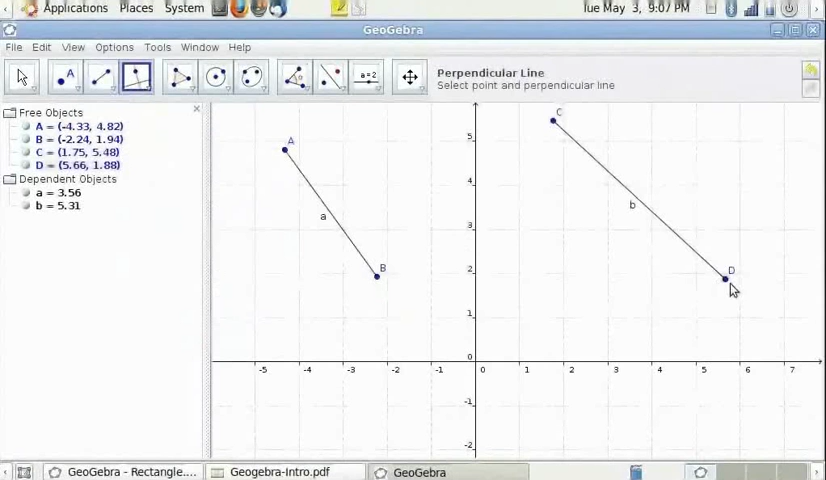 Applications Places System Tue May 3, 9:07 PM
GeoGebra
File Edit View Options Tools Window Help
A a=2 Perpendicular Line
Select point and perpendicular line
Free Objects
A = (-4.33, 4.82)
B = (-2.24, 1.94)
C = (1.75, 5.48)
D = (5.66, 1.88)
Dependent Objects
a = 3.56
b = 5.31
C
A
5
4
b
a
3
B
D
2
1
0
-5 -4 -3 -2 -1 0 1 2 3 4 5 6 7
-1
-2
GeoGebra - Rectangle.... Geogebra-Intro.pdf GeoGebra